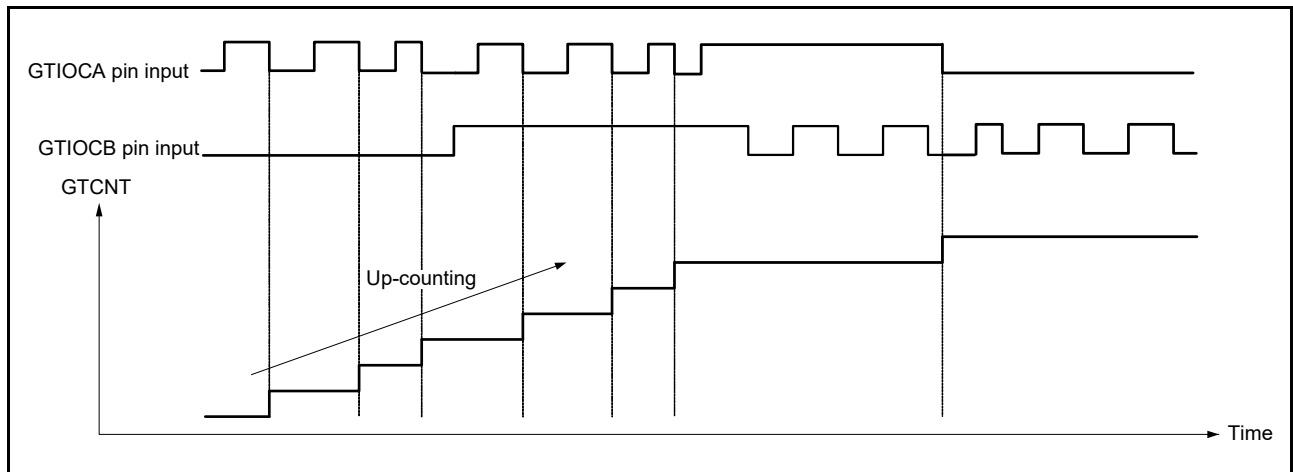 GTIOCA pin input
GTIOCB pin input
GTCNT
Up-counting
Time